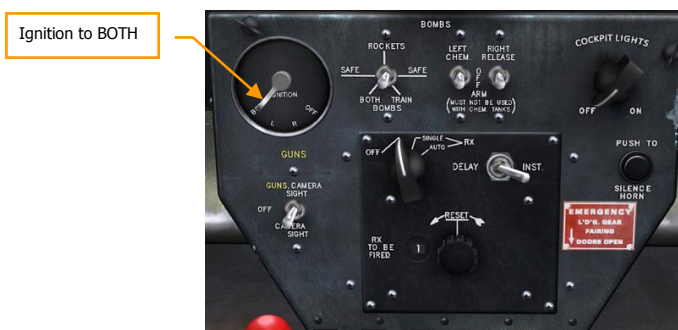 Ignition to BOTH
BOMBS
ROCKETS
SAFE
SAFE
BOTH TRAIN
BOMBS
LEFT
CHEM.
RIGHT
RELEASE
OFF
ARM
(MUST NOT BE USED
WITH CHEM. TANKS)
COCKPIT LIGHTS
OFF
ON
IGNITION
L
R
OFF
GUNS
GUNS, CAMERA
SIGHT
OFF
CAMERA
SIGHT
OFF
SINGLE
AUTO
RX
DELAY
INST.
RESET
RX
TO BE
FIRED
1
PUSH TO
SILENCE
HORN
EMERGENCY
L'D'G. GEAR
FAIRING
DOORS OPEN